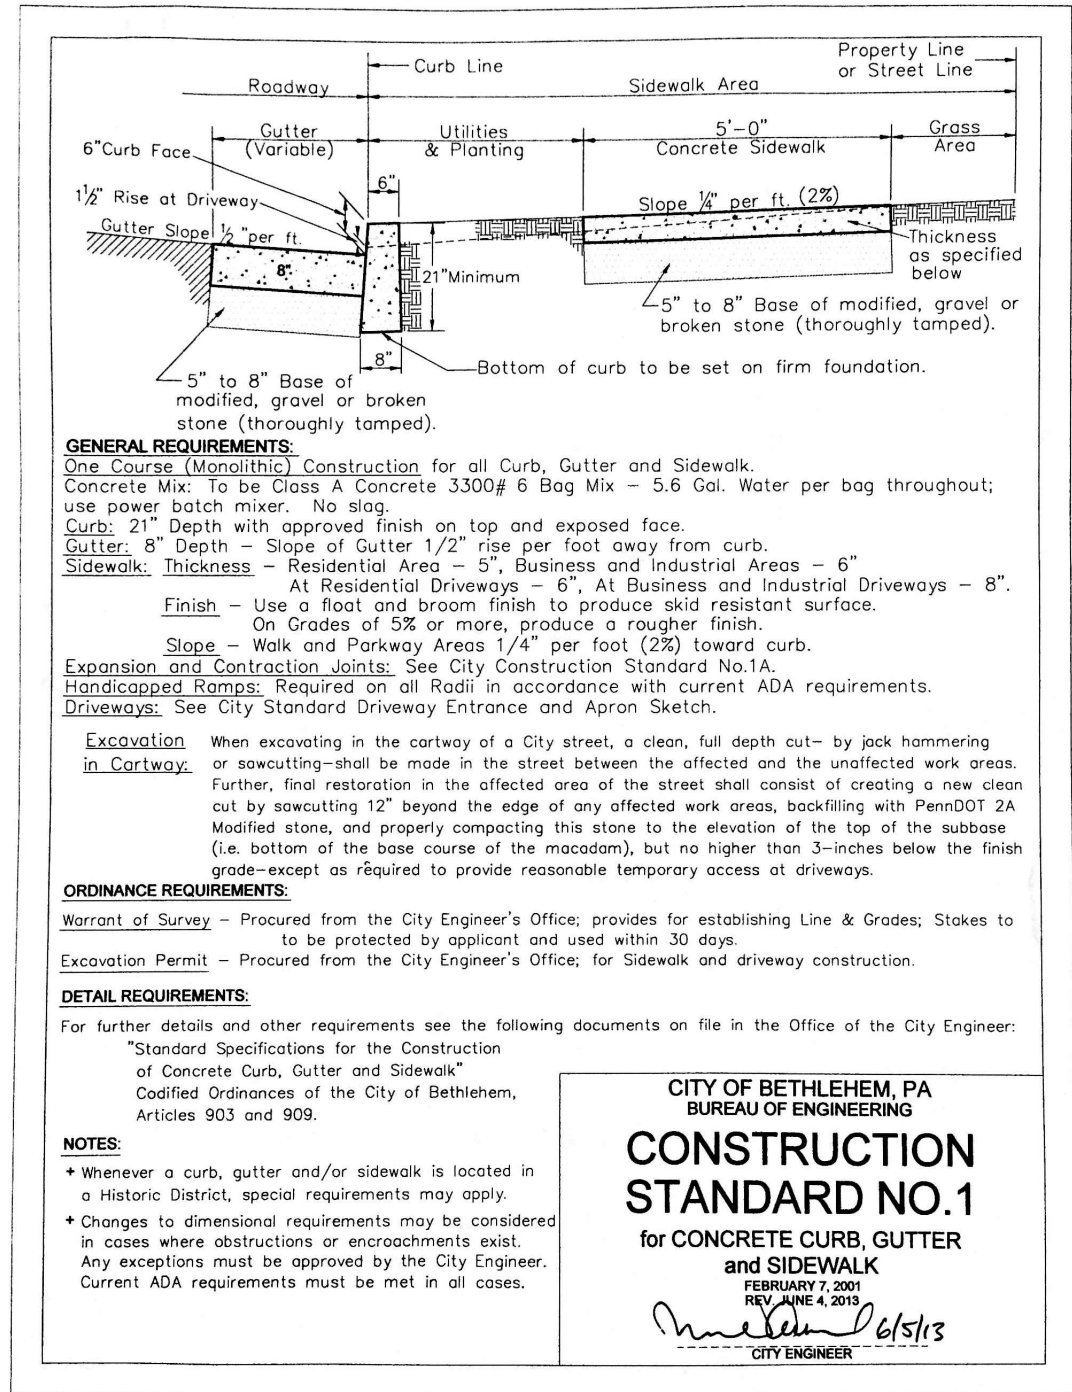 Property Line
or Street Line
Curb Line
Roadway
Sidewalk Area
Gutter
(Variable)
Utilities
& Planting
5'-0"
Concrete Sidewalk
Grass
Area
6"Curb Face
6"
1½" Rise at Driveway
Slope ¼" per ft. (2%)
Gutter Slope ½"per ft.
Thickness
as specified
below
8"
21"Minimum
5" to 8" Base of modified, gravel or
broken stone (thoroughly tamped).
8"
Bottom of curb to be set on firm foundation.
5" to 8" Base of
modified, gravel or broken
stone (thoroughly tamped).
GENERAL REQUIREMENTS:
One Course (Monolithic) Construction for all Curb, Gutter and Sidewalk.
Concrete Mix: To be Class A Concrete 3300# 6 Bag Mix – 5.6 Gal. Water per bag throughout;
use power batch mixer. No slag.
Curb: 21" Depth with approved finish on top and exposed face.
Gutter: 8" Depth – Slope of Gutter 1/2" rise per foot away from curb.
Sidewalk: Thickness – Residential Area – 5", Business and Industrial Areas – 6"
At Residential Driveways – 6", At Business and Industrial Driveways – 8".
Finish – Use a float and broom finish to produce skid resistant surface.
On Grades of 5% or more, produce a rougher finish.
Slope – Walk and Parkway Areas 1/4" per foot (2%) toward curb.
Expansion and Contraction Joints: See City Construction Standard No.1A.
Handicapped Ramps: Required on all Radii in accordance with current ADA requirements.
Driveways: See City Standard Driveway Entrance and Apron Sketch.
Excavation in Cartway: When excavating in the cartway of a City street, a clean, full depth cut– by jack hammering
or sawcutting–shall be made in the street between the affected and the unaffected work areas.
Further, final restoration in the affected area of the street shall consist of creating a new clean
cut by sawcutting 12" beyond the edge of any affected work areas, backfilling with PennDOT 2A
Modified stone, and properly compacting this stone to the elevation of the top of the subbase
(i.e. bottom of the base course of the macadam), but no higher than 3–inches below the finish
grade–except as required to provide reasonable temporary access at driveways.
ORDINANCE REQUIREMENTS:
Warrant of Survey – Procured from the City Engineer's Office; provides for establishing Line & Grades; Stakes to
to be protected by applicant and used within 30 days.
Excavation Permit – Procured from the City Engineer's Office; for Sidewalk and driveway construction.
DETAIL REQUIREMENTS:
For further details and other requirements see the following documents on file in the Office of the City Engineer:
"Standard Specifications for the Construction
of Concrete Curb, Gutter and Sidewalk"
Codified Ordinances of the City of Bethlehem,
Articles 903 and 909.
NOTES:
+ Whenever a curb, gutter and/or sidewalk is located in
a Historic District, special requirements may apply.
+ Changes to dimensional requirements may be considered
in cases where obstructions or encroachments exist.
Any exceptions must be approved by the City Engineer.
Current ADA requirements must be met in all cases.
CITY OF BETHLEHEM, PA
BUREAU OF ENGINEERING
CONSTRUCTION
STANDARD NO.1
for CONCRETE CURB, GUTTER
and SIDEWALK
FEBRUARY 7, 2001
REV. JUNE 4, 2013
6/5/13
CITY ENGINEER